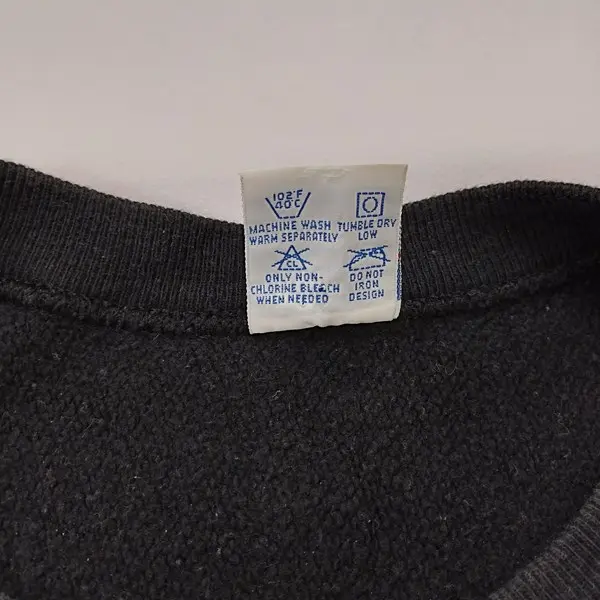 102°F
40C
MACHINE WASH
WARM SEPARATELY
TUMBLE DRY
LOW
CL
ONLY NON-
CHLORINE BLEACH
WHEN NEEDED
DO NOT
IRON
DESIGN